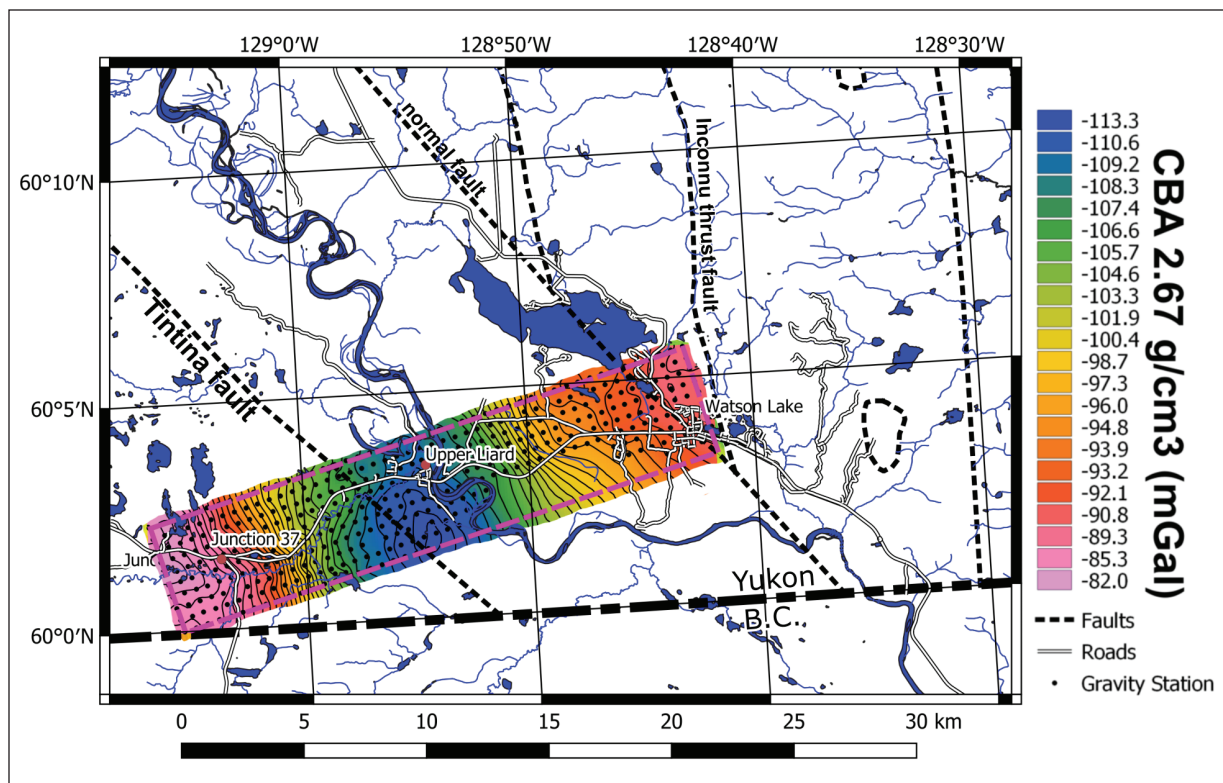 129°0′W
128°50′W
128°40′W
128°30′W
60°10′N
60°5′N
60°0′N
normal fault
Inconnu thrust fault
Tintina fault
Watson Lake
Upper Liard
Junction 37
Junc
Yukon
B.C.
0
5
10
15
20
25
30 km
-113.3
-110.6
-109.2
-108.3
-107.4
-106.6
-105.7
-104.6
-103.3
-101.9
-100.4
-98.7
-97.3
-96.0
-94.8
-93.9
-93.2
-92.1
-90.8
-89.3
-85.3
-82.0
CBA 2.67 g/cm3 (mGal)
Faults
Roads
Gravity Station